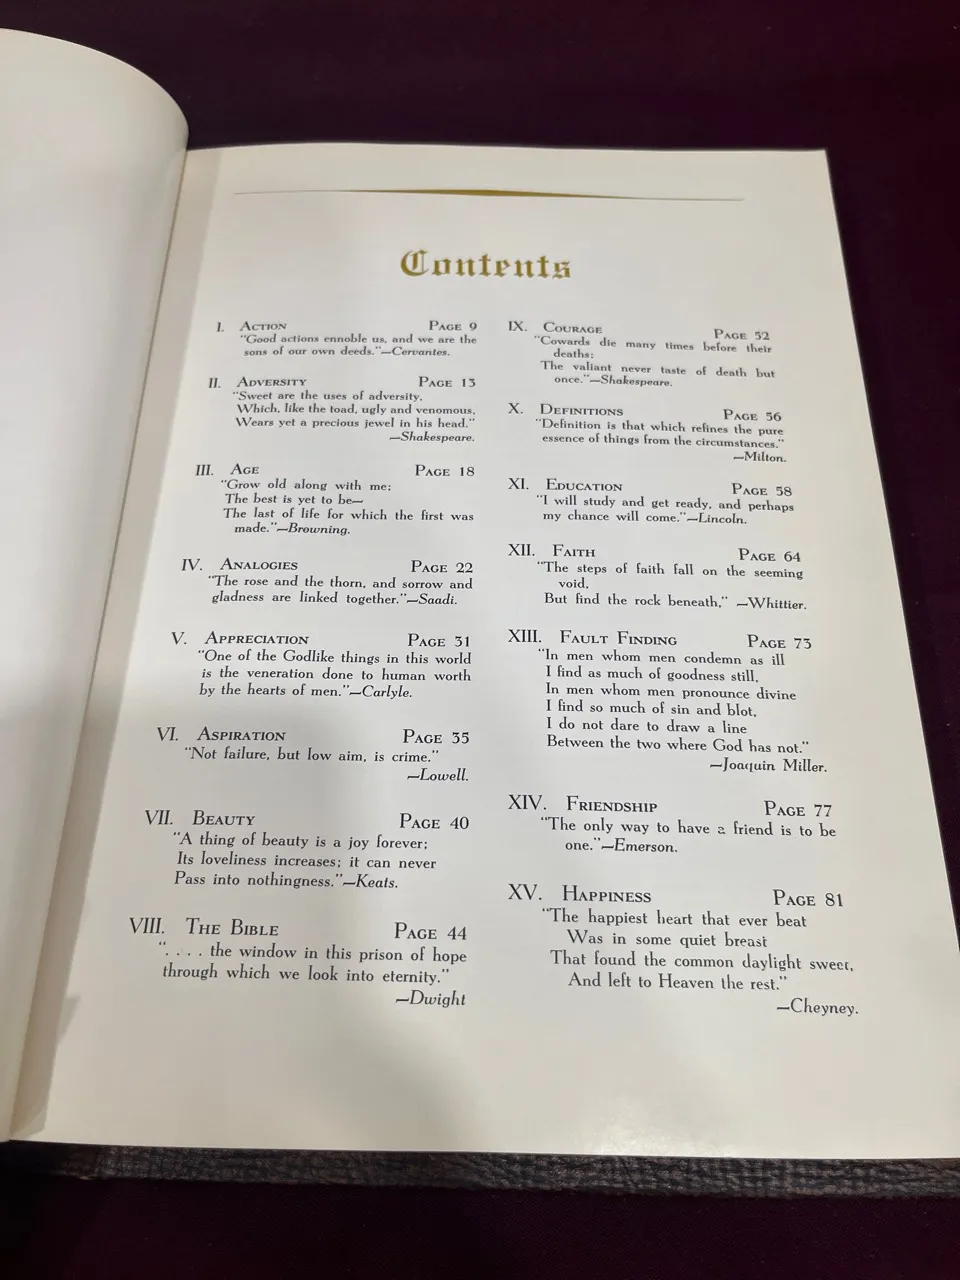 Contents
I. Action Page 9
"Good actions ennoble us, and we are the
sons of our own deeds."—Cervantes.
II. Adversity Page 13
"Sweet are the uses of adversity,
Which, like the toad, ugly and venomous,
Wears yet a precious jewel in his head."
—Shakespeare.
III. Age Page 18
"Grow old along with me;
The best is yet to be—
The last of life for which the first was
made."—Browning.
IV. Analogies Page 22
"The rose and the thorn, and sorrow and
gladness are linked together."—Saadi.
V. Appreciation Page 31
"One of the Godlike things in this world
is the veneration done to human worth
by the hearts of men."—Carlyle.
VI. Aspiration Page 35
"Not failure, but low aim, is crime."
—Lowell.
VII. Beauty Page 40
"A thing of beauty is a joy forever;
Its loveliness increases; it can never
Pass into nothingness."—Keats.
VIII. The Bible Page 44
". . . . the window in this prison of hope
through which we look into eternity."
—Dwight
IX. Courage Page 52
"Cowards die many times before their
deaths;
The valiant never taste of death but
once."—Shakespeare.
X. Definitions Page 56
"Definition is that which refines the pure
essence of things from the circumstances."
—Milton.
XI. Education Page 58
"I will study and get ready, and perhaps
my chance will come."—Lincoln.
XII. Faith Page 64
"The steps of faith fall on the seeming
void,
But find the rock beneath," —Whittier.
XIII. Fault Finding Page 73
"In men whom men condemn as ill
I find as much of goodness still,
In men whom men pronounce divine
I find so much of sin and blot,
I do not dare to draw a line
Between the two where God has not."
—Joaquin Miller.
XIV. Friendship Page 77
"The only way to have a friend is to be
one."—Emerson.
XV. Happiness Page 81
"The happiest heart that ever beat
Was in some quiet breast
That found the common daylight sweet,
And left to Heaven the rest."
—Cheyney.